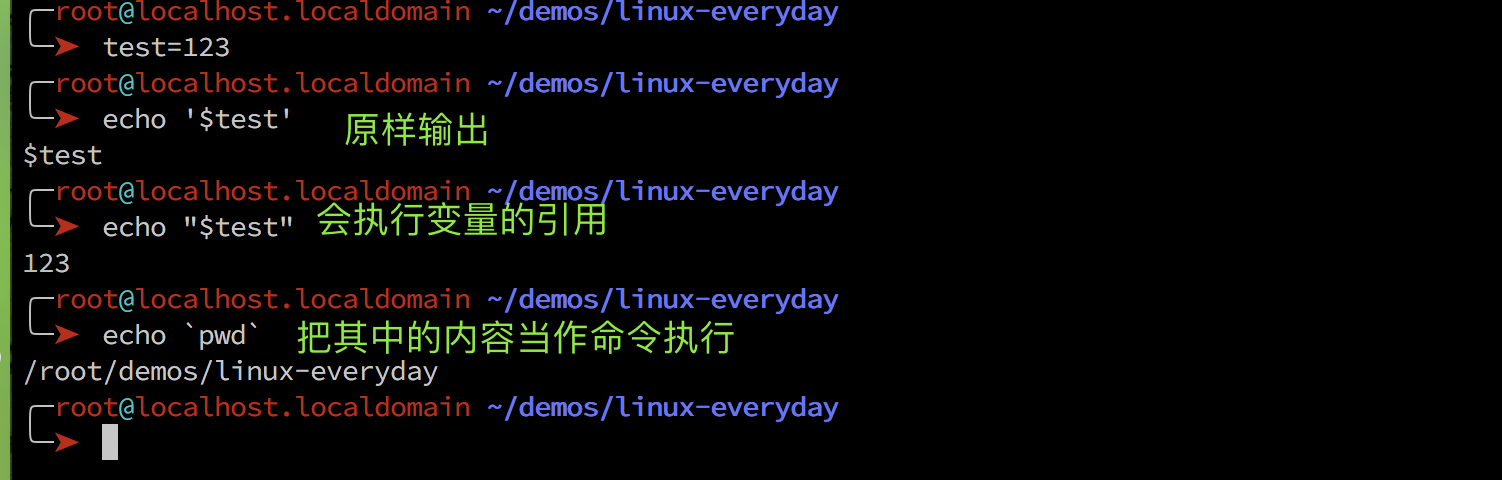 root@localhost.localdomain ~/demos/linux-everyday
➤ test=123
root@localhost.localdomain ~/demos/linux-everyday
➤ echo '$test' 原样输出
$test
root@localhost.localdomain ~/demos/linux-everyday
➤ echo "$test" 会执行变量的引用
123
root@localhost.localdomain ~/demos/linux-everyday
➤ echo `pwd` 把其中的内容当作命令执行
/root/demos/linux-everyday
root@localhost.localdomain ~/demos/linux-everyday
➤